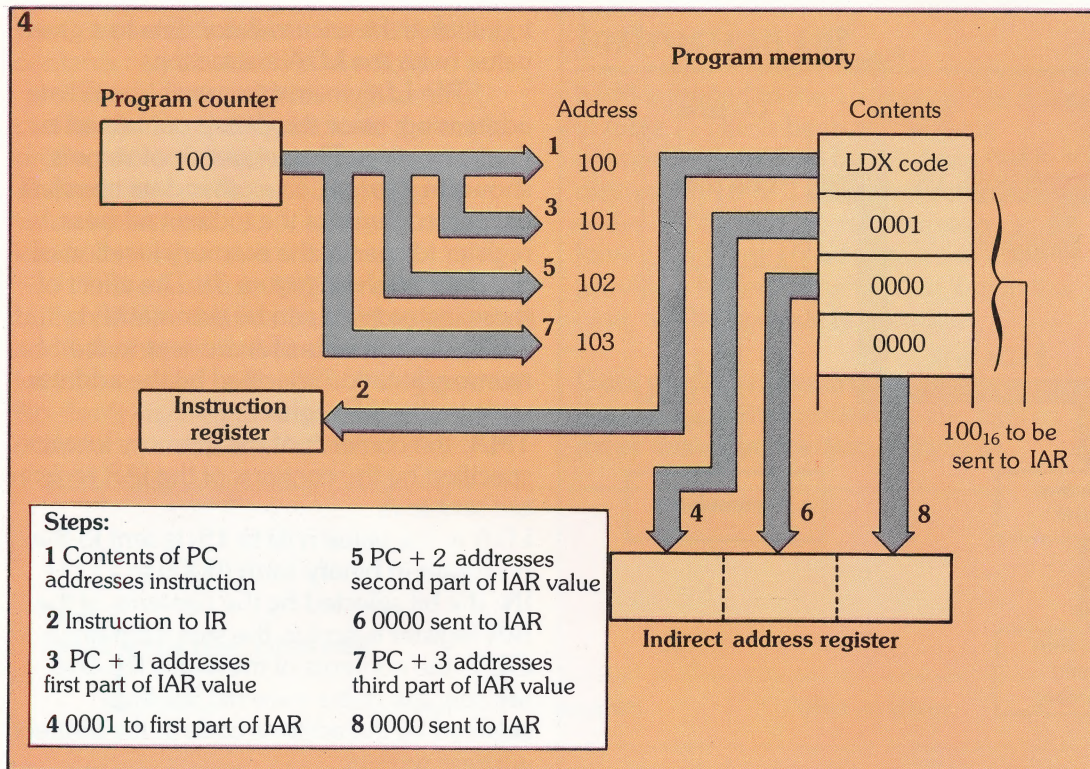 4
Program memory
Program counter
Address
Contents
100
1
100
LDX code
3
101
0001
5
102
0000
7
103
0000
2
Instruction
register
100₁₆ to be
sent to IAR
4
6
8
Steps:
1 Contents of PC
addresses instruction
2 Instruction to IR
3 PC + 1 addresses
first part of IAR value
4 0001 to first part of IAR
5 PC + 2 addresses
second part of IAR value
6 0000 sent to IAR
7 PC + 3 addresses
third part of IAR value
8 0000 sent to IAR
Indirect address register